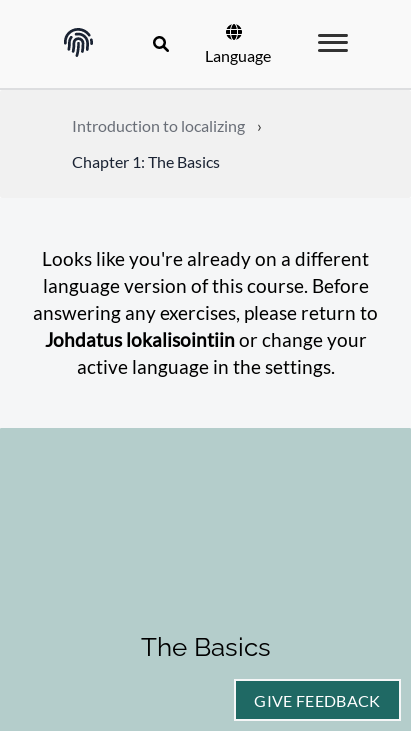 Language
Introduction to localizing ›
Chapter 1: The Basics
Looks like you're already on a different
language version of this course. Before
answering any exercises, please return to
Johdatus lokalisointiin or change your
active language in the settings.
The Basics
GIVE FEEDBACK